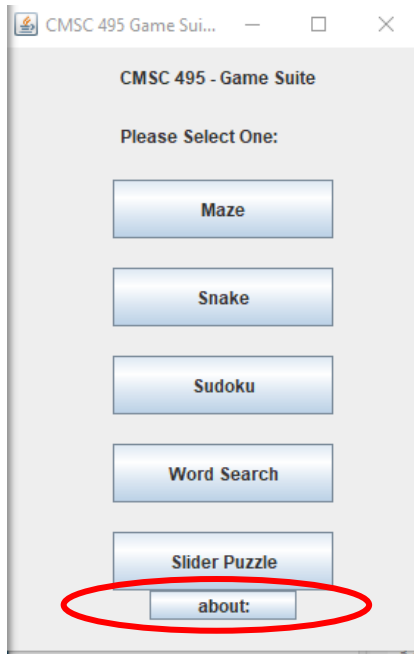 CMSC 495 Game Sui...
CMSC 495 - Game Suite
Please Select One:
Maze
Snake
Sudoku
Word Search
Slider Puzzle
about: